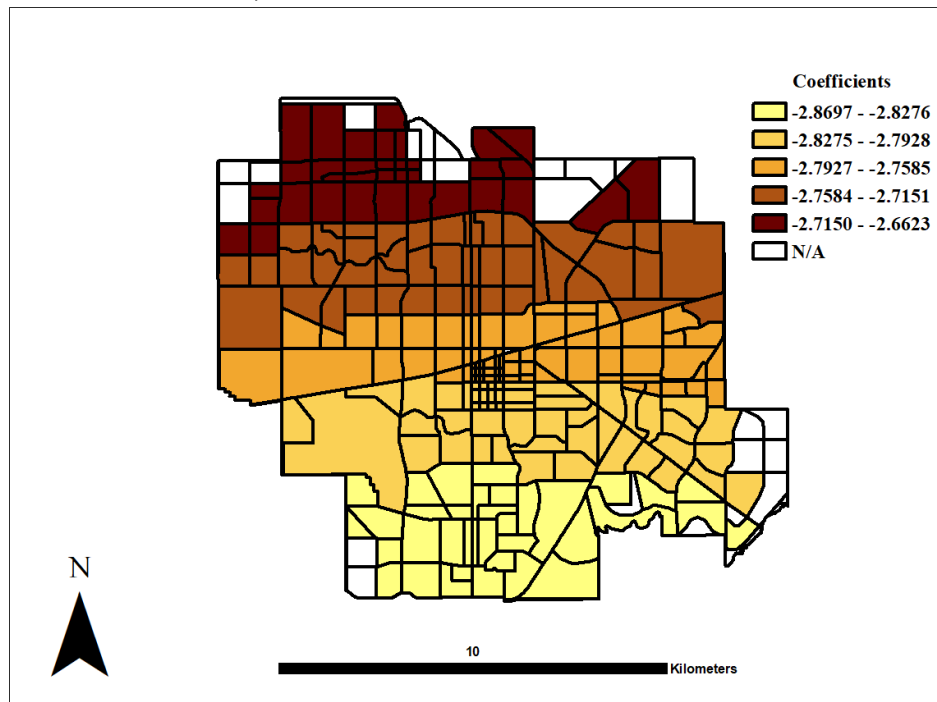 Coefficients
-2.8697 - -2.8276
-2.8275 - -2.7928
-2.7927 - -2.7585
-2.7584 - -2.7151
-2.7150 - -2.6623
N/A
N
10
Kilometers